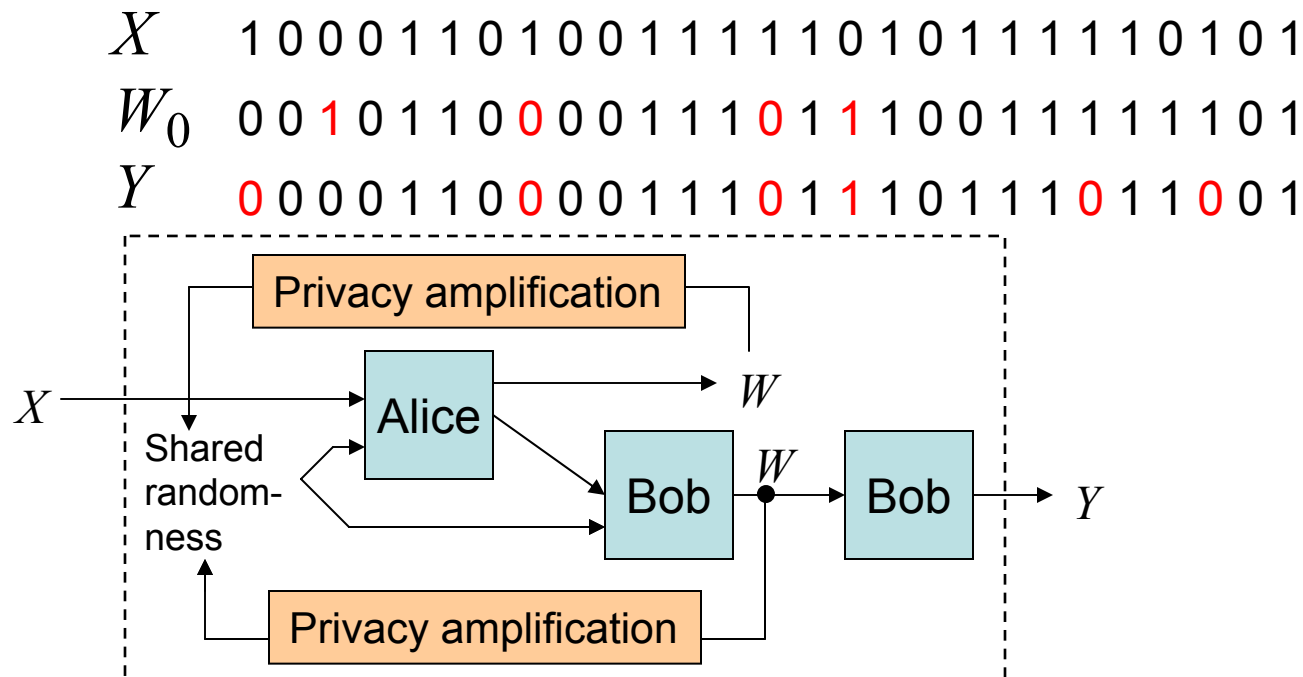 X 1 0 0 0 1 1 0 1 0 0 1 1 1 1 1 0 1 0 1 1 1 1 1 0 1 0 1
W0 0 0 1 0 1 1 0 0 0 0 1 1 1 0 1 1 1 0 0 1 1 1 1 1 1 0 1
Y 0 0 0 0 1 1 0 0 0 0 1 1 1 0 1 1 1 0 1 1 1 0 1 1 0 0 1
Privacy amplification
X
Alice
W
Shared
random-
ness
Bob
W
Bob
Y
Privacy amplification